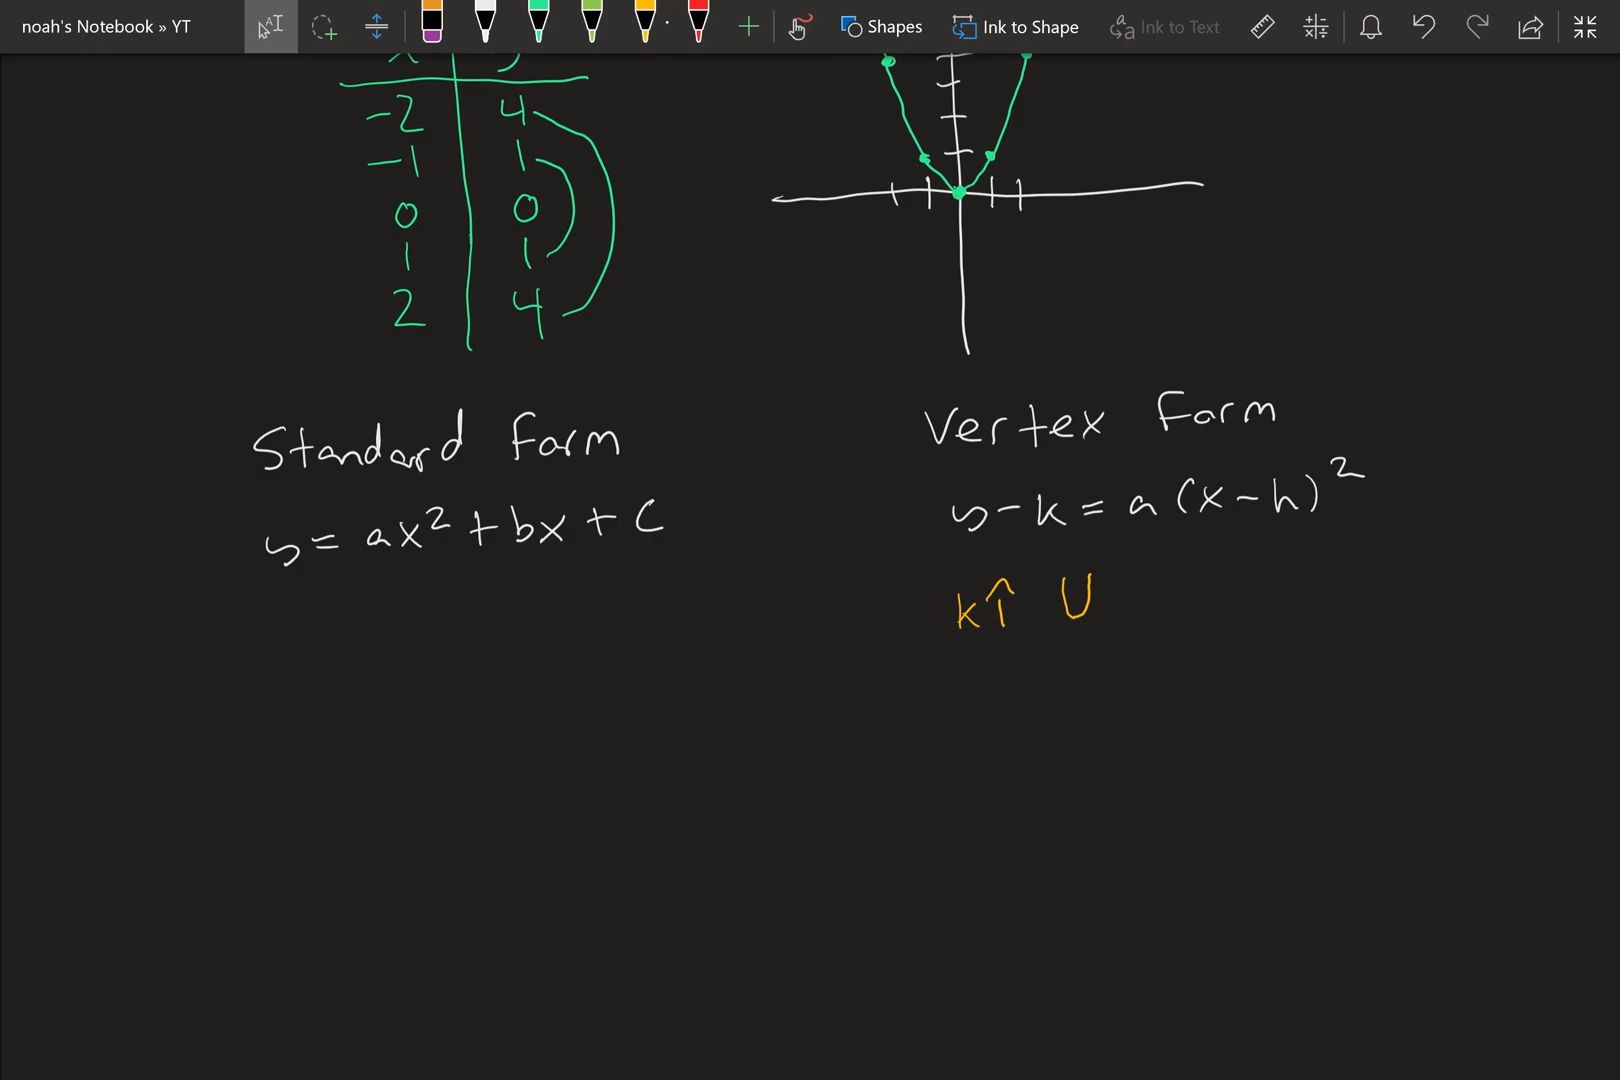 noah's Notebook » YT
Shapes
Ink to Shape
Ink to Text
-2 4
-1 1
0 0
1 1
2 4
Standard Form
y = ax² + bx + c
Vertex Form
y - k = a(x - h)²
k↑ U